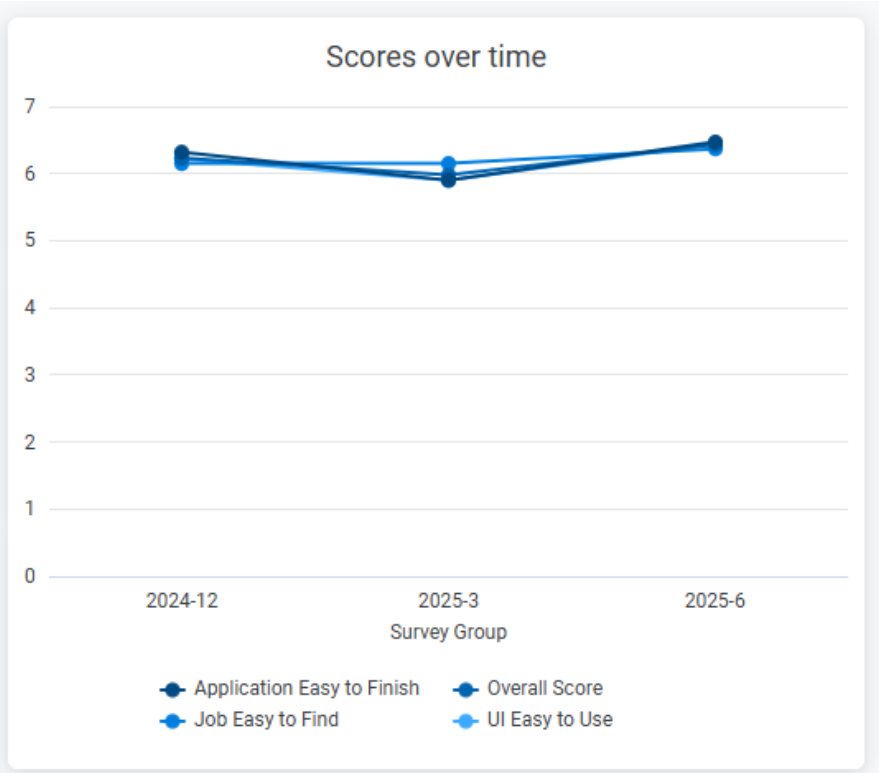 Scores over time
7
6
5
4
3
2
1
0
2024-12 2025-3 2025-6
Survey Group
Application Easy to Finish Overall Score
Job Easy to Find UI Easy to Use